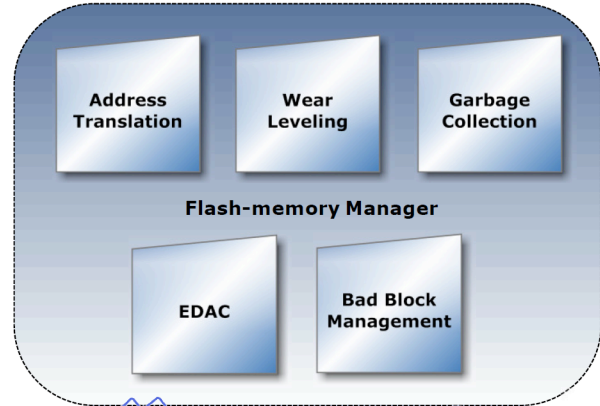 Address
Translation
Wear
Leveling
Garbage
Collection
Flash-memory Manager
EDAC
Bad Block
Management